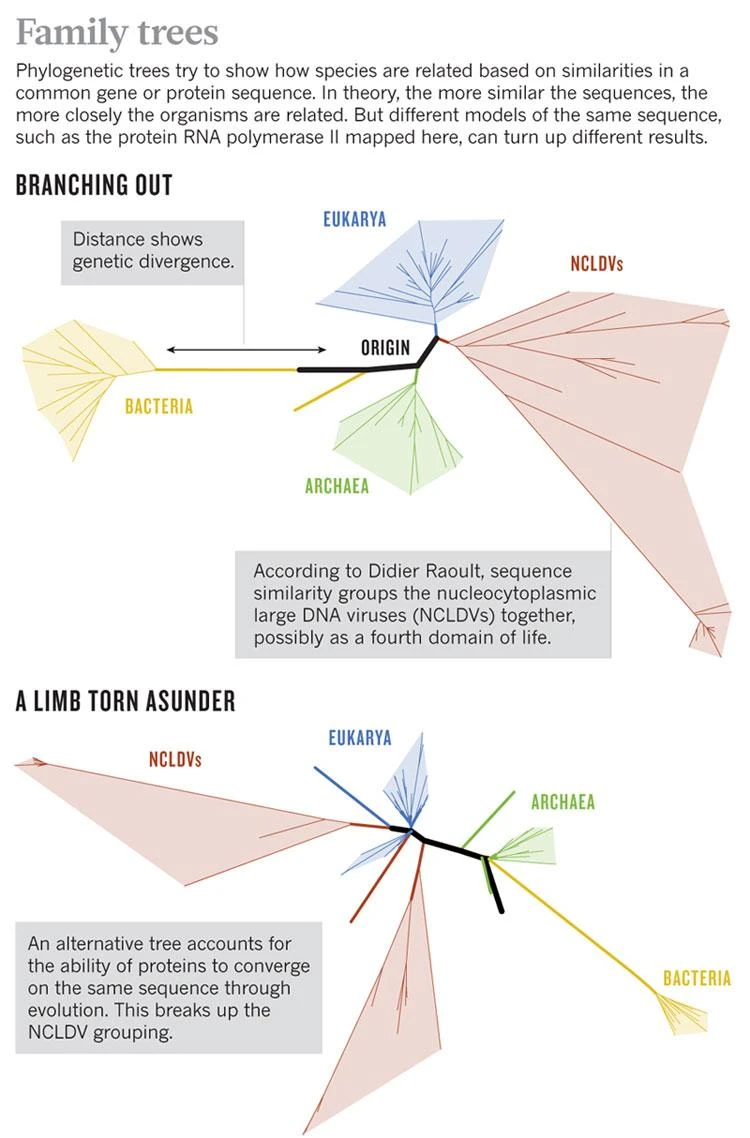 Family trees
Phylogenetic trees try to show how species are related based on similarities in a
common gene or protein sequence. In theory, the more similar the sequences, the
more closely the organisms are related. But different models of the same sequence,
such as the protein RNA polymerase II mapped here, can turn up different results.
BRANCHING OUT
EUKARYA
Distance shows
genetic divergence.
NCLDVs
ORIGIN
BACTERIA
ARCHAEA
According to Didier Raoult, sequence
similarity groups the nucleocytoplasmic
large DNA viruses (NCLDVs) together,
possibly as a fourth domain of life.
A LIMB TORN ASUNDER
EUKARYA
NCLDVs
ARCHAEA
An alternative tree accounts for
the ability of proteins to converge
on the same sequence through
evolution. This breaks up the
NCLDV grouping.
BACTERIA